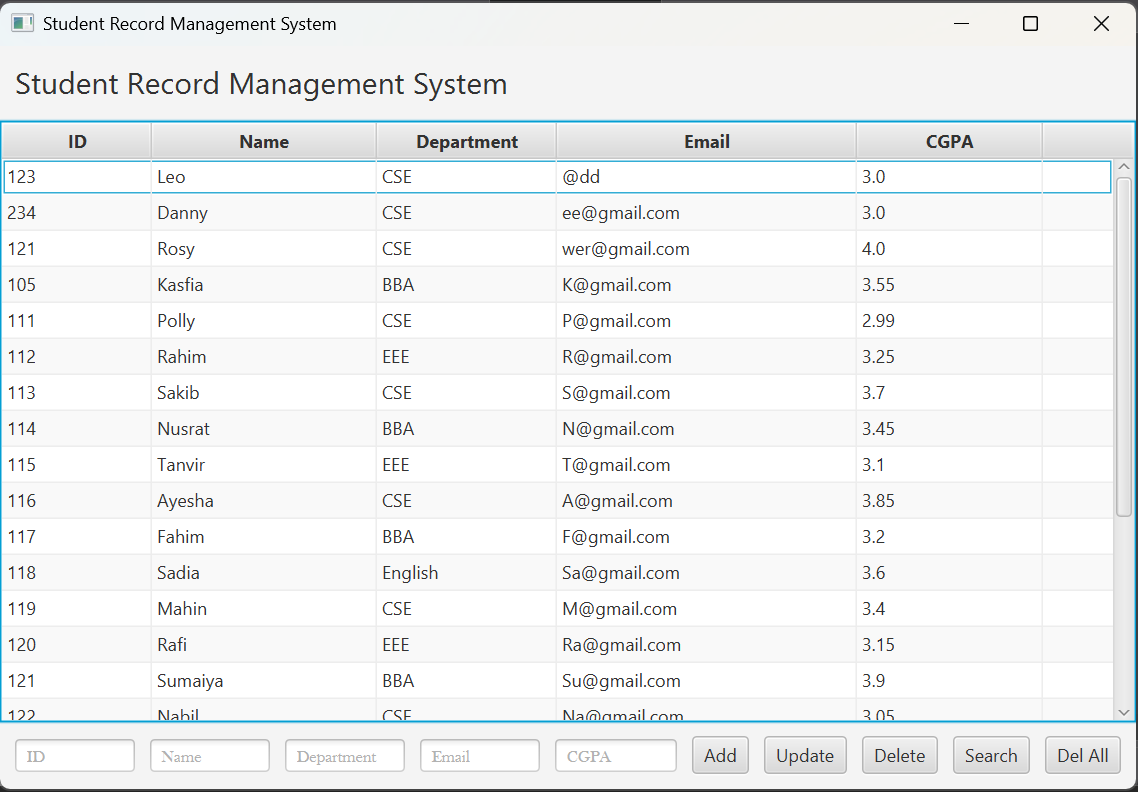 Student Record Management System
Student Record Management System
ID Name Department Email CGPA
123 Leo CSE @dd 3.0
234 Danny CSE ee@gmail.com 3.0
121 Rosy CSE wer@gmail.com 4.0
105 Kasfia BBA K@gmail.com 3.55
111 Polly CSE P@gmail.com 2.99
112 Rahim EEE R@gmail.com 3.25
113 Sakib CSE S@gmail.com 3.7
114 Nusrat BBA N@gmail.com 3.45
115 Tanvir EEE T@gmail.com 3.1
116 Ayesha CSE A@gmail.com 3.85
117 Fahim BBA F@gmail.com 3.2
118 Sadia English Sa@gmail.com 3.6
119 Mahin CSE M@gmail.com 3.4
120 Rafi EEE Ra@gmail.com 3.15
121 Sumaiya BBA Su@gmail.com 3.9
122 Nabil CSE Na@gmail.com 3.05
ID Name Department Email CGPA Add Update Delete Search Del All